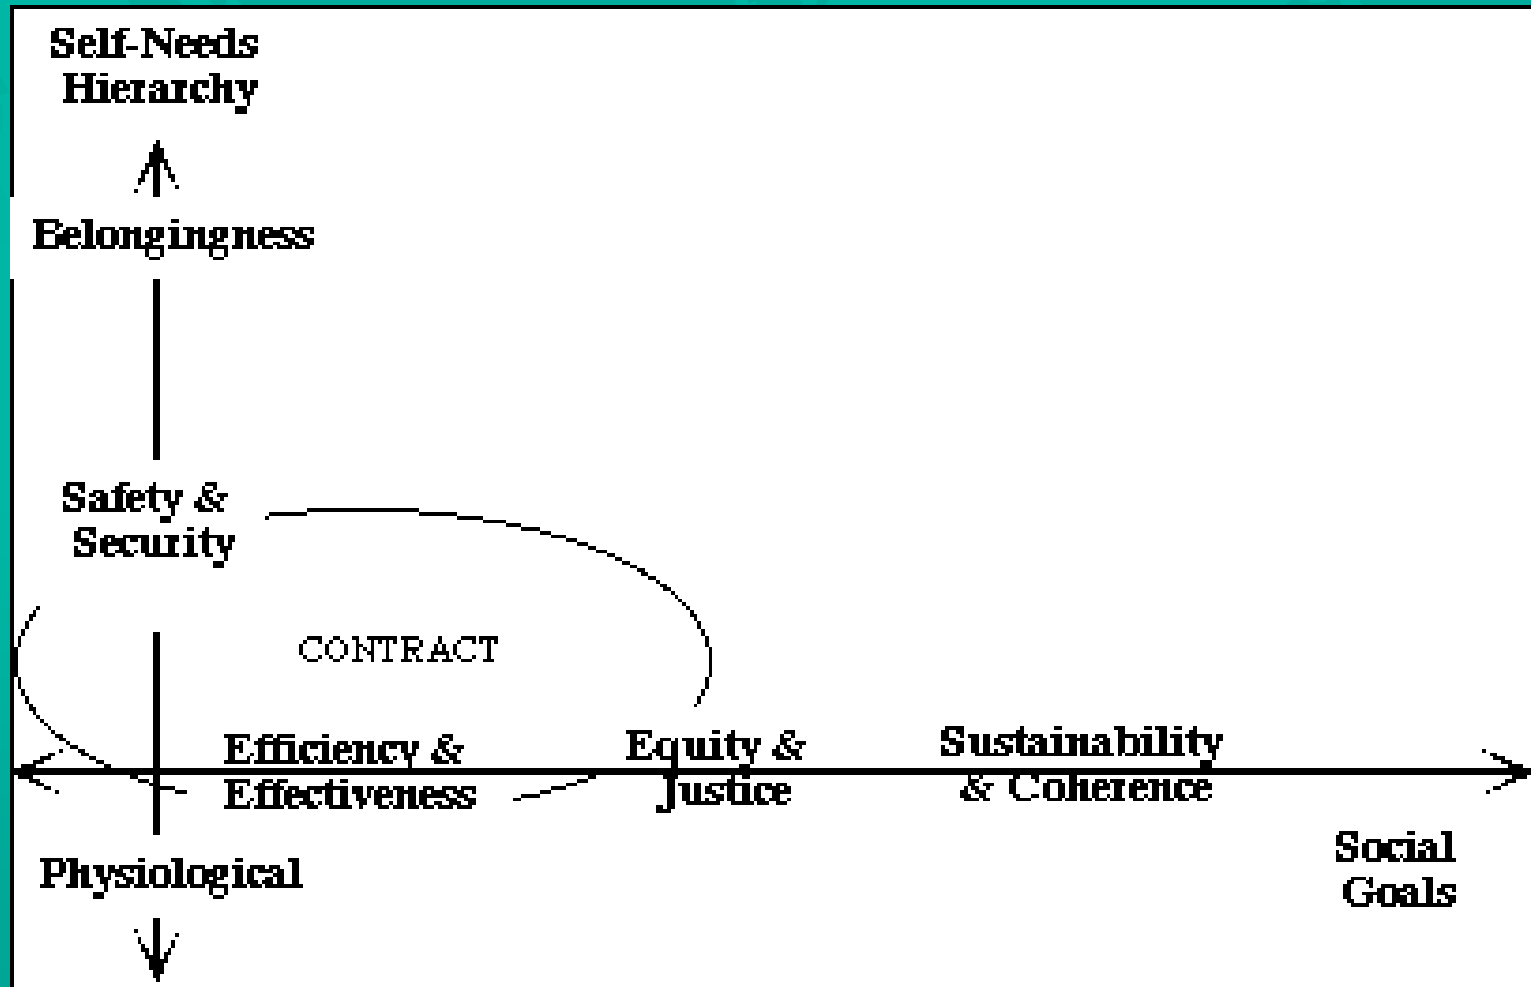 Self-Needs
Hierarchy
Belongingness
Safety &
Security
CONTRACT
Efficiency &
Effectiveness
Equity &
Justice
Sustainability
& Coherence
Physiological
Social
Goals